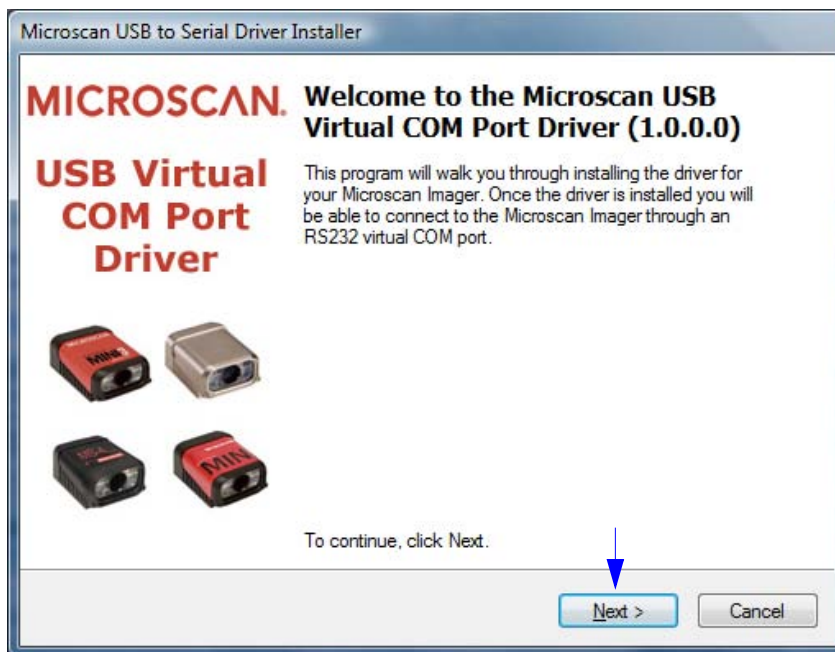 Microscan USB to Serial Driver Installer
MICROSCAN.
USB Virtual
COM Port
Driver
Welcome to the Microscan USB
Virtual COM Port Driver (1.0.0.0)
This program will walk you through installing the driver for
your Microscan Imager. Once the driver is installed you will
be able to connect to the Microscan Imager through an
RS232 virtual COM port.
MICROSCAN
MINI
MINI
To continue, click Next.
Next >
Cancel